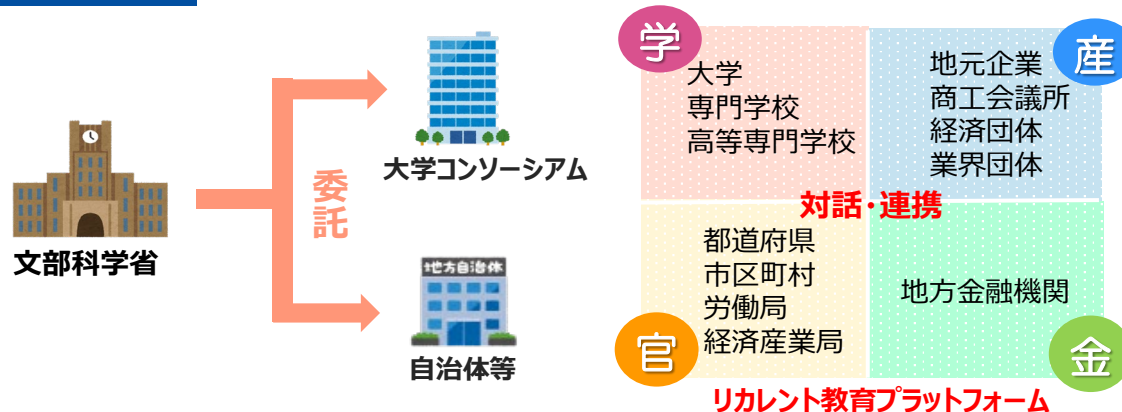 文部科学省
委託
大学コンソーシアム
地方自治体
自治体等
学
大学
専門学校
高等専門学校
産
地元企業
商工会議所
経済団体
業界団体
対話・連携
官
都道府県
市区町村
労働局
経済産業局
金
地方金融機関
リカレント教育プラットフォーム